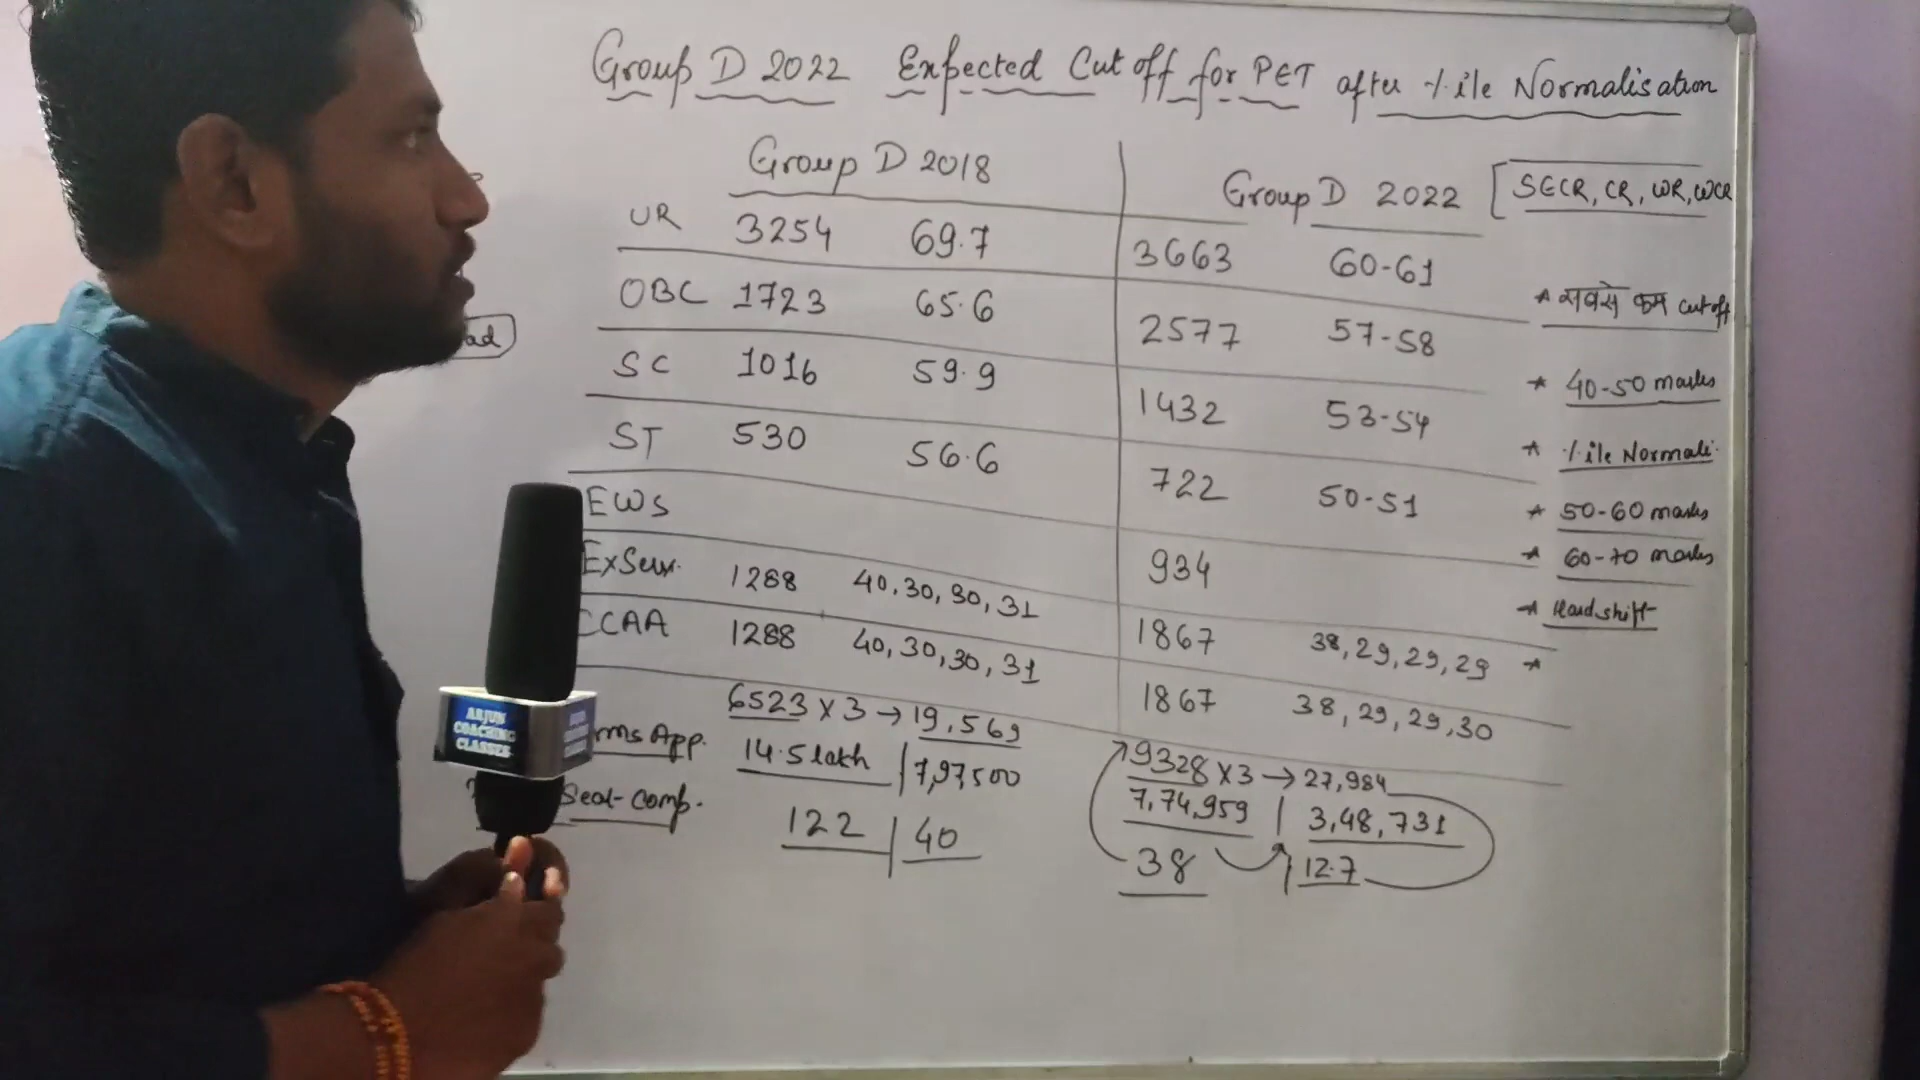 Group D 2022 Expected Cut off for PET after %ile Normalisation
Group D 2018
Group D 2022 [SECR, CR, WR, WCR
UR 3254 69.7 3663 60-61
OBC 1723 65.6 2577 57-58
SC 1016 59.9 1432 53-54
ST 530 56.6 722 50-51
EWS 934
ExServ. 1288 40,30,30,31 1867 38,29,29,29
CCAA 1288 40,30,30,31 1867 38,29,29,30
6523 x 3 → 19,569 9328 x 3 → 27,984
rms App. 14.5 lakh | 7,97,500 7,74,959 | 3,48,731
Seat-Comp. 122 | 40 38 | 12.7
* सबसे कम cutoff
* 40-50 marks
* %ile Normali.
* 50-60 marks
* 60-70 marks
* Hard shift
*
ad
ARJUN
COACHING
CLASSES